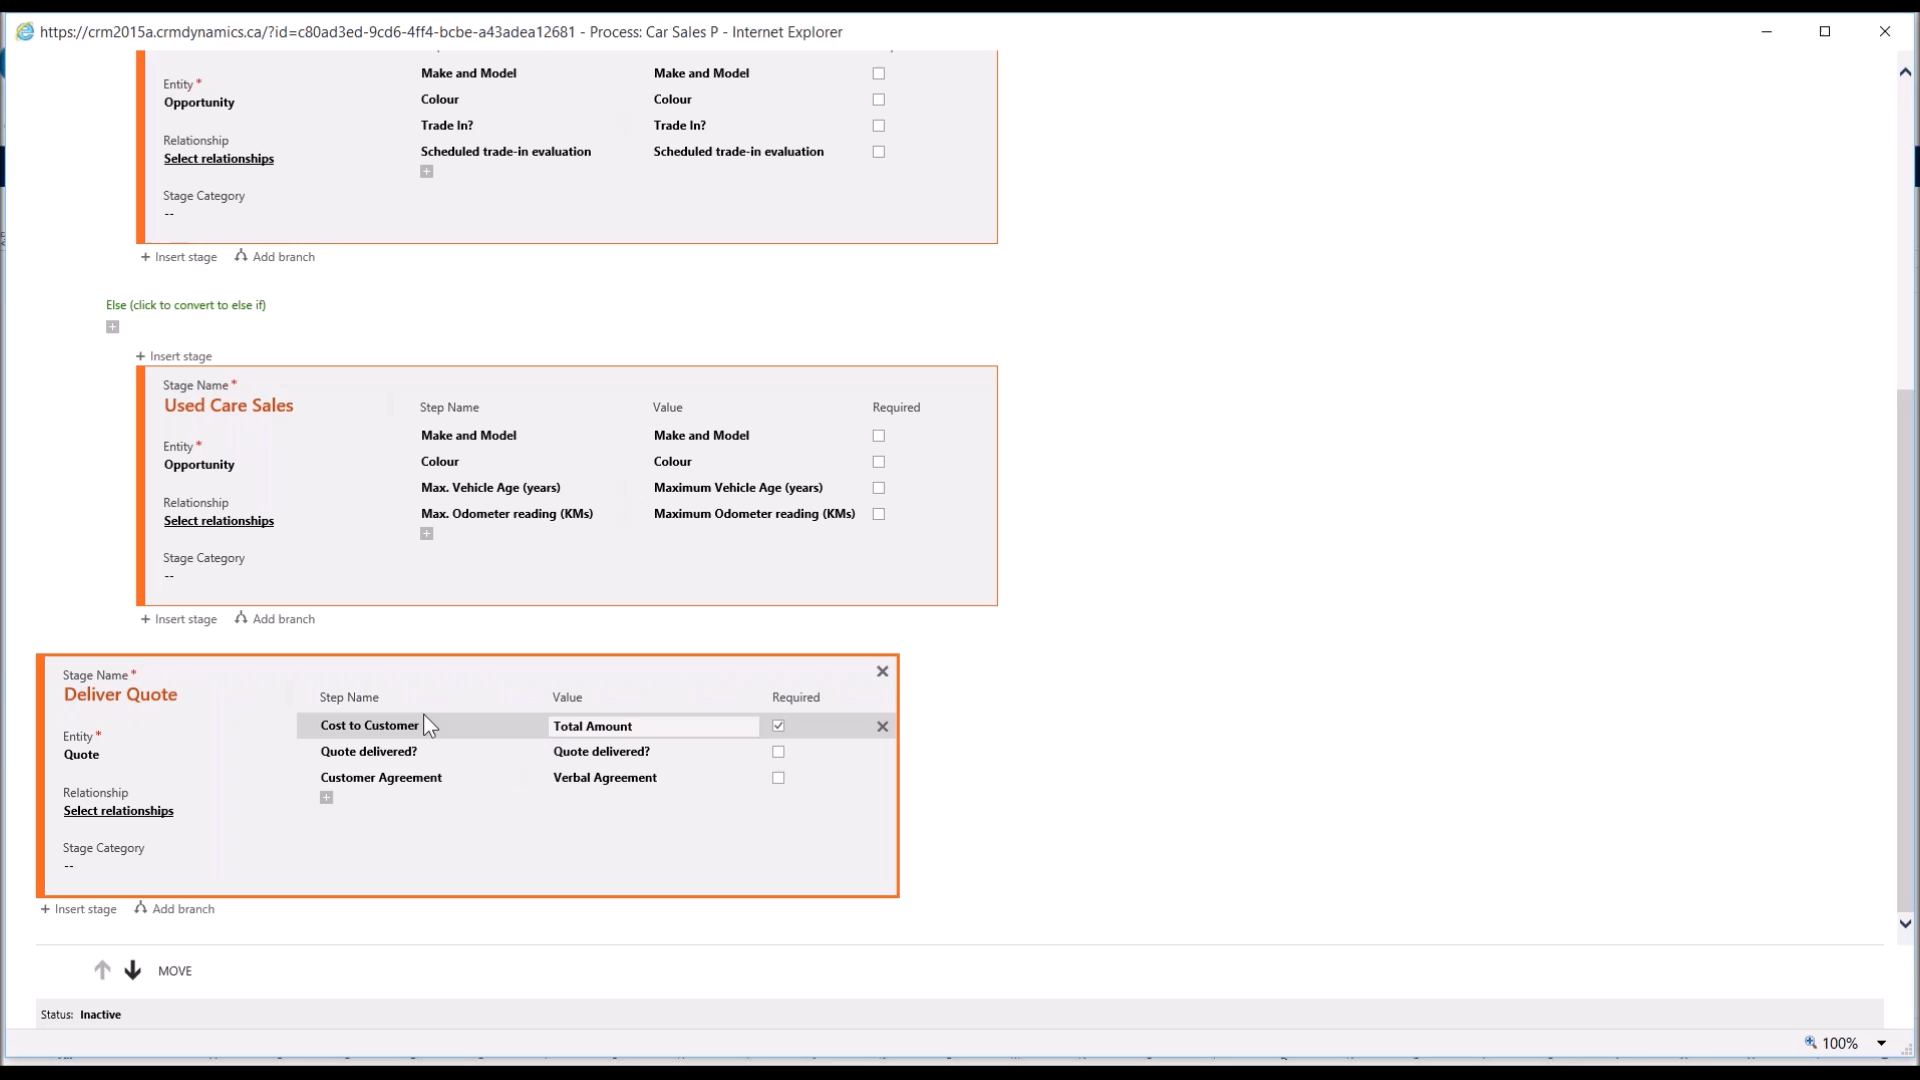 https://crm2015a.crmdynamics.ca/?id=c80ad3ed-9cd6-4ff4-bcbe-a43adea12681 - Process: Car Sales P - Internet Explorer
Make and Model Make and Model
Entity *
Opportunity
Colour Colour
Trade In? Trade In?
Relationship
Select relationships
Scheduled trade-in evaluation Scheduled trade-in evaluation
Stage Category
--
+ Insert stage Add branch
Else (click to convert to else if)
+ Insert stage
Stage Name *
Used Care Sales
Step Name Value Required
Make and Model Make and Model
Entity *
Opportunity
Colour Colour
Max. Vehicle Age (years) Maximum Vehicle Age (years)
Relationship
Select relationships
Max. Odometer reading (KMs) Maximum Odometer reading (KMs)
Stage Category
--
+ Insert stage Add branch
Stage Name *
Deliver Quote
Step Name Value Required
Cost to Customer Total Amount
Entity *
Quote
Quote delivered? Quote delivered?
Customer Agreement Verbal Agreement
Relationship
Select relationships
Stage Category
--
+ Insert stage Add branch
MOVE
Status: Inactive
100%